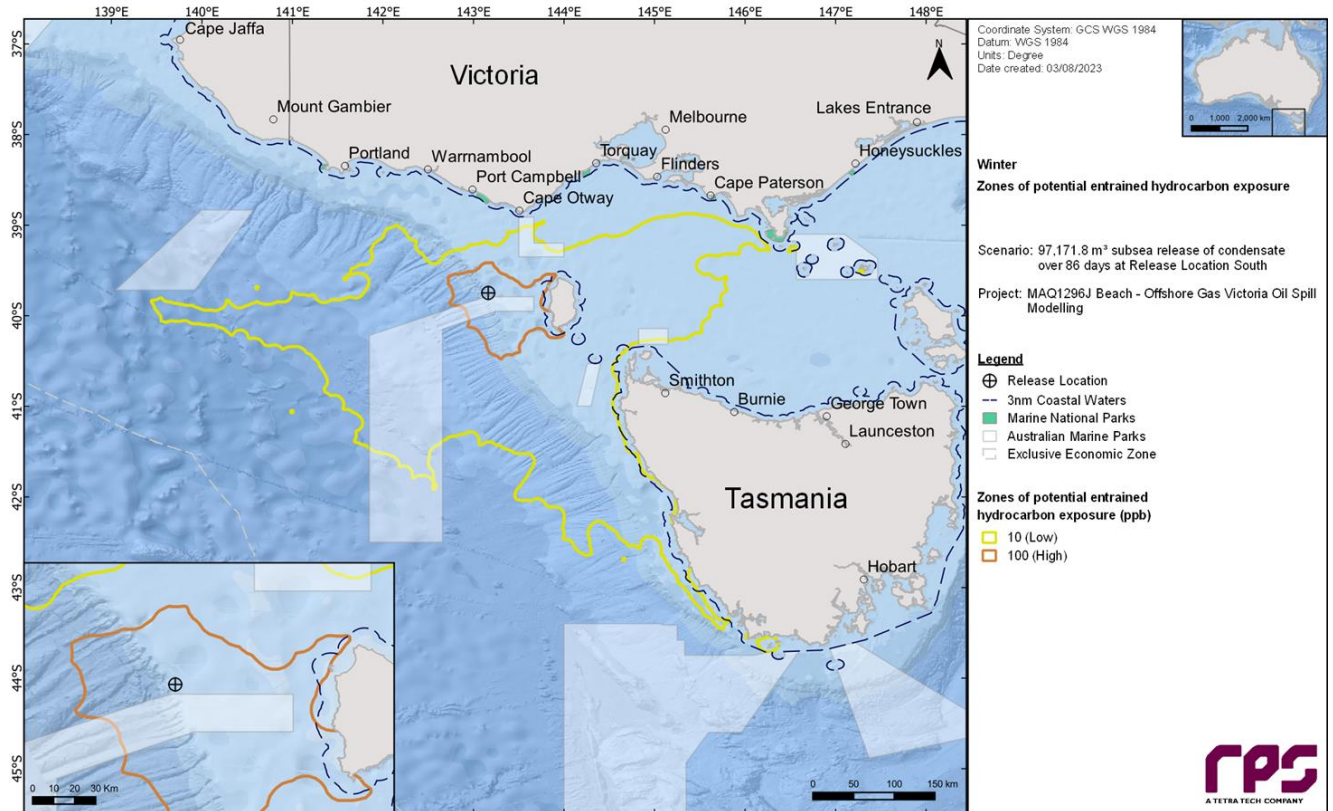 139°E 140°E 141°E 142°E 143°E 144°E 145°E 146°E 147°E 148°E
37°S
38°S
39°S
40°S
41°S
42°S
43°S
44°S
45°S
Cape Jaffa
Victoria
Mount Gambier
Melbourne
Lakes Entrance
Portland
Warrnambool
Torquay
Flinders
Honeysuckles
Port Campbell
Cape Paterson
Cape Otway
Smithton
Burnie
George Town
Launceston
Tasmania
Hobart
N
0 10 20 30 Km
0 50 100 150 km
Coordinate System: GCS WGS 1984
Datum: WGS 1984
Units: Degree
Date created: 03/08/2023
0 1,000 2,000 km
Winter
Zones of potential entrained hydrocarbon exposure
Scenario: 97,171.8 m³ subsea release of condensate
over 86 days at Release Location South
Project: MAQ1296J Beach - Offshore Gas Victoria Oil Spill
Modelling
Legend
Release Location
3nm Coastal Waters
Marine National Parks
Australian Marine Parks
Exclusive Economic Zone
Zones of potential entrained
hydrocarbon exposure (ppb)
10 (Low)
100 (High)
rps
A TETRA TECH COMPANY